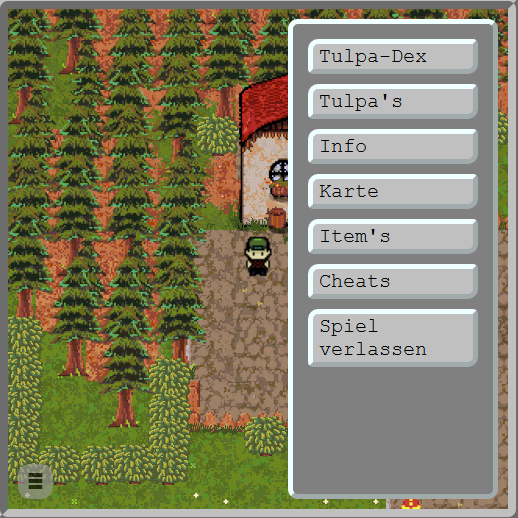 Tulpa-Dex
Tulpa's
Info
Karte
Item's
Cheats
Spiel
verlassen